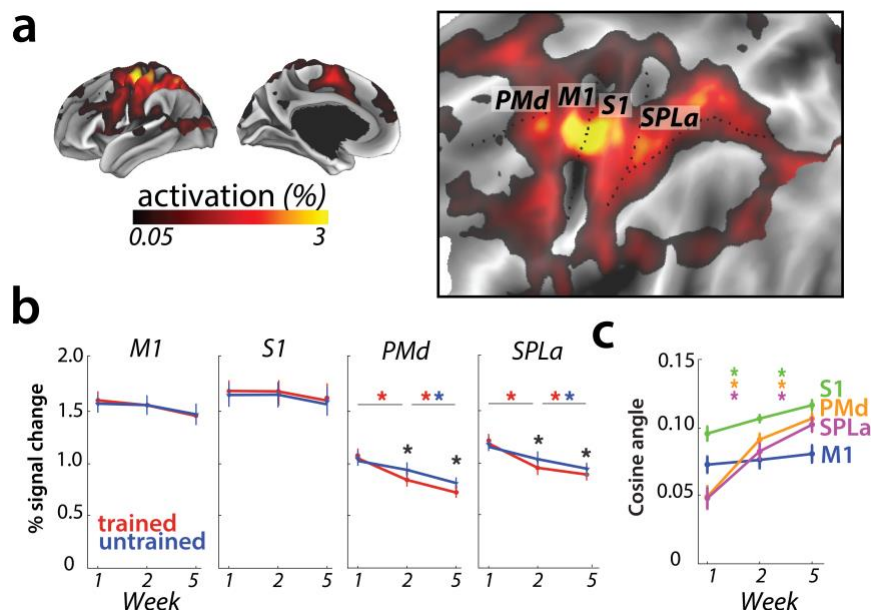 a
PMd M1 S1 SPLa
activation (%)
0.05 3
b
M1 S1 PMd SPLa
% signal change
2.0
1.5
1.0
0.5
0
* ** * **
* * * *
trained
untrained
1 2 5 1 2 5 1 2 5 1 2 5
Week Week
c
Cosine angle
0.15
0.10
0.05
0
* *
* *
* *
S1
PMd
SPLa
M1
1 2 5
Week